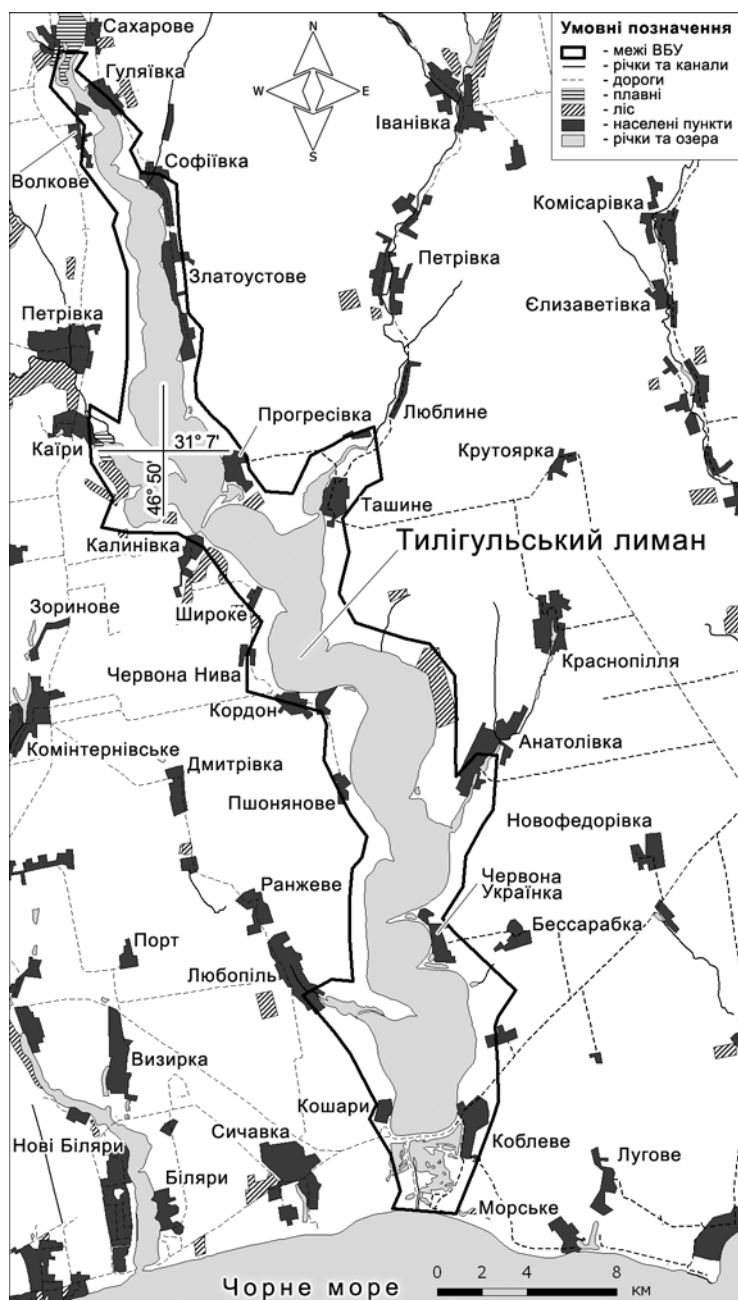 Сахарове
Гуляївка
Волкове
Софіївка
Златоустове
Петрівка
Каїри
31° 7'
46° 50'
Прогресівка
Калинівка
Широке
Зоринове
Червона Нива
Кордон
Комінтернівське
Дмитрівка
Пшонянове
Ранжеве
Порт
Любопіль
Визирка
Кошари
Нові Біляри
Біляри
Сичавка
N
W
E
S
Умовні позначення
- межі ВБУ
- річки та канали
- дороги
- плавні
- ліс
- населені пункти
- річки та озера
Іванівка
Комісарівка
Петрівка
Єлизаветівка
Люблине
Крутоярка
Ташине
Тилігульський лиман
Краснопілля
Анатолівка
Новофедорівка
Червона
Українка
Бессарабка
Коблеве
Лугове
Морське
Чорне море
0 2 4 8
км